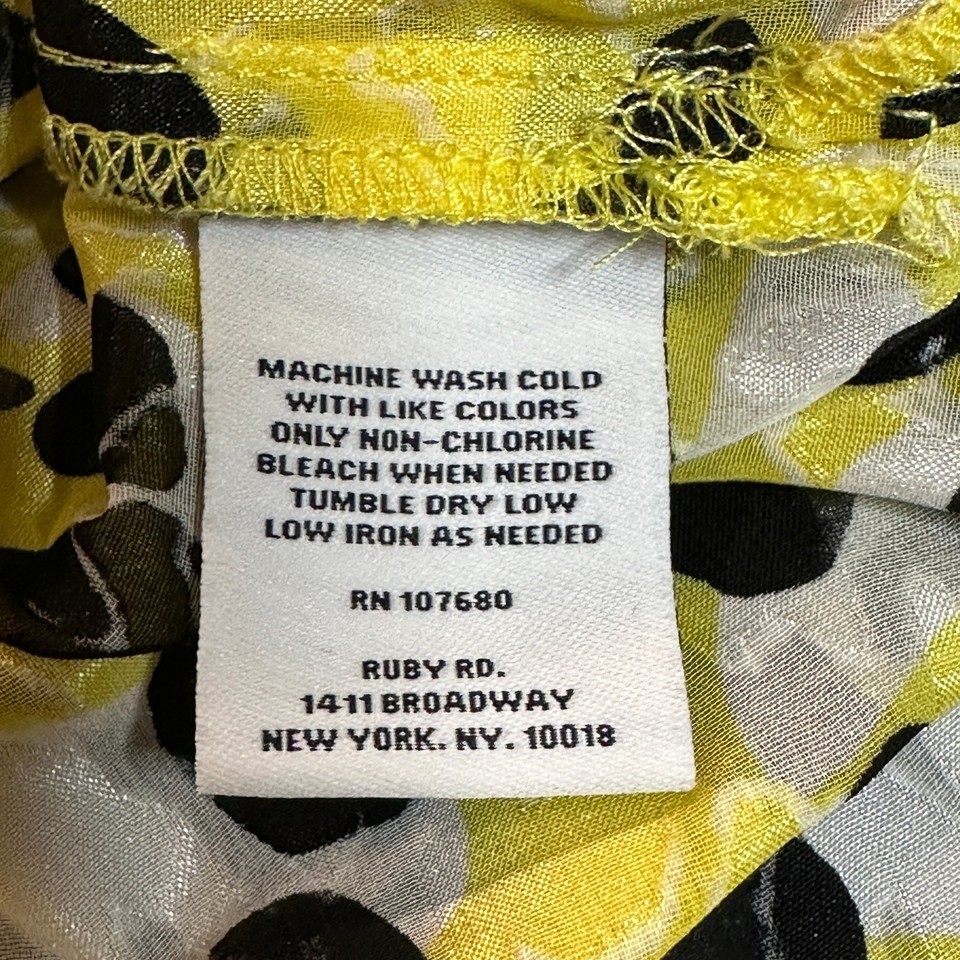 MACHINE WASH COLD
WITH LIKE COLORS
ONLY NON-CHLORINE
BLEACH WHEN NEEDED
TUMBLE DRY LOW
LOW IRON AS NEEDED
RN 107680
RUBY RD.
1411 BROADWAY
NEW YORK. NY. 10018